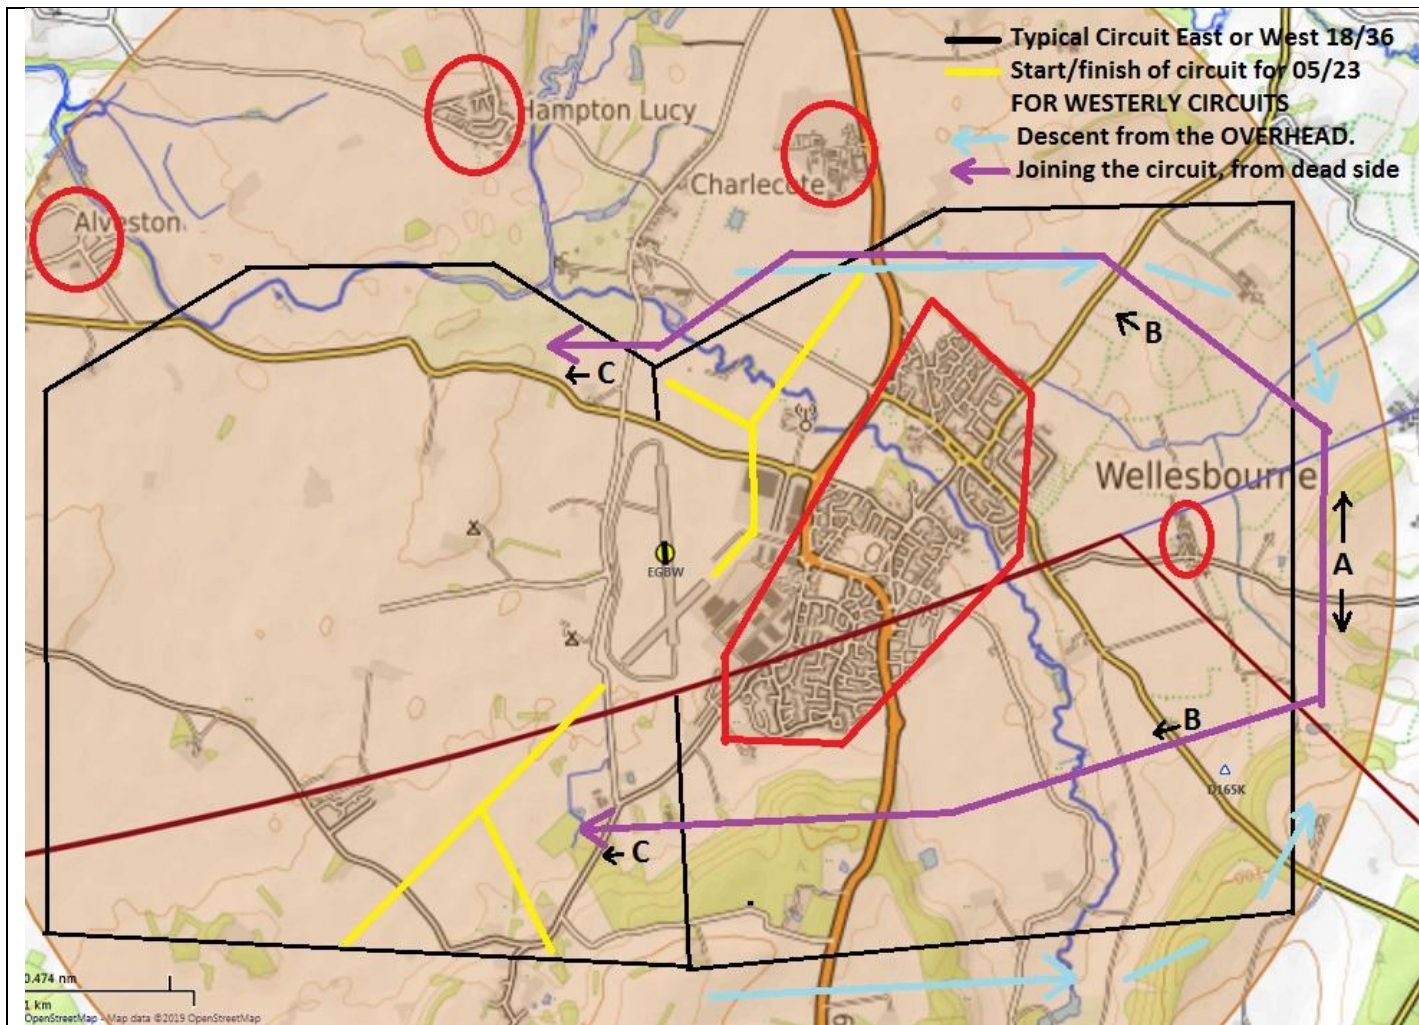 Typical Circuit East or West 18/36
Start/finish of circuit for 05/23
FOR WESTERLY CIRCUITS
Descent from the OVERHEAD.
Joining the circuit, from dead side
Hampton Lucy
Charlecote
Alveston
B
C
Wellesbourne
EGBW
A
B
D165K
C
0.474 nm
1 km
OpenStreetMap - Map data ©2019 OpenStreetMap